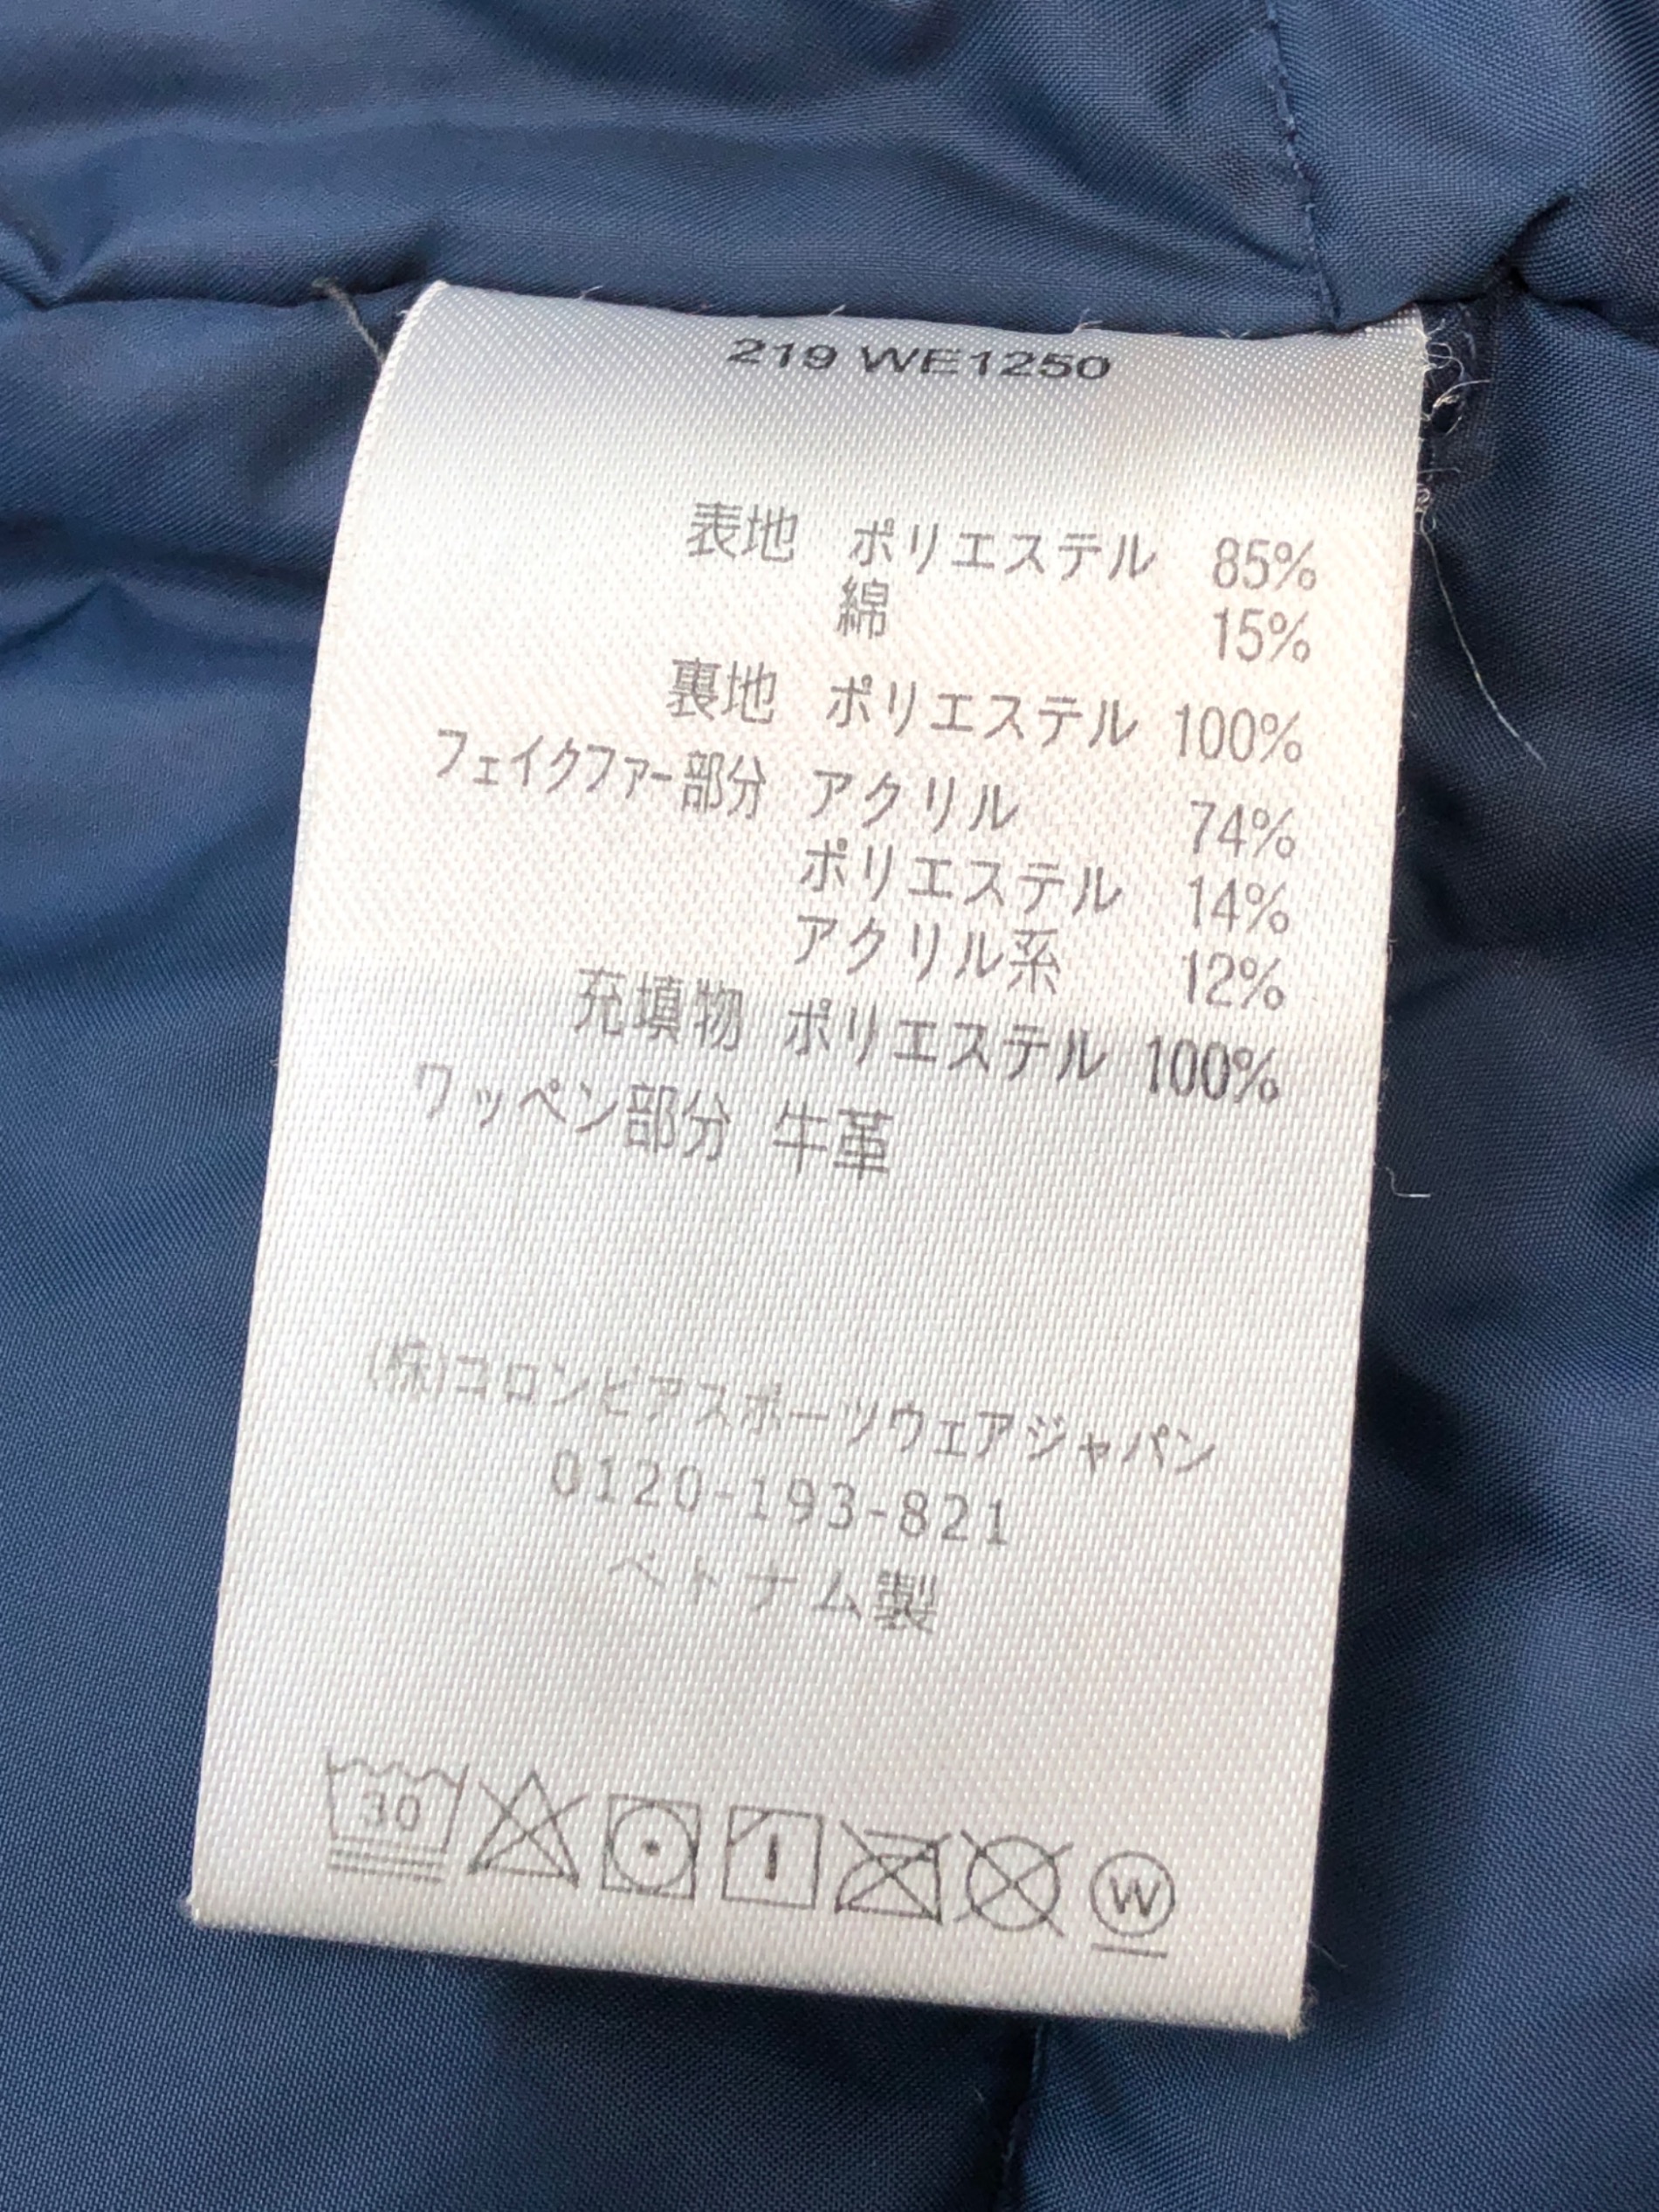 219 WE1250
表地 ポリエステル 85%
綿 15%
裏地 ポリエステル 100%
フェイクファー部分 アクリル 74%
ポリエステル 14%
アクリル系 12%
充填物 ポリエステル 100%
ワッペン部分 牛革
(株)コロンビアスポーツウェアジャパン
0120-193-821
ベトナム製
30
W